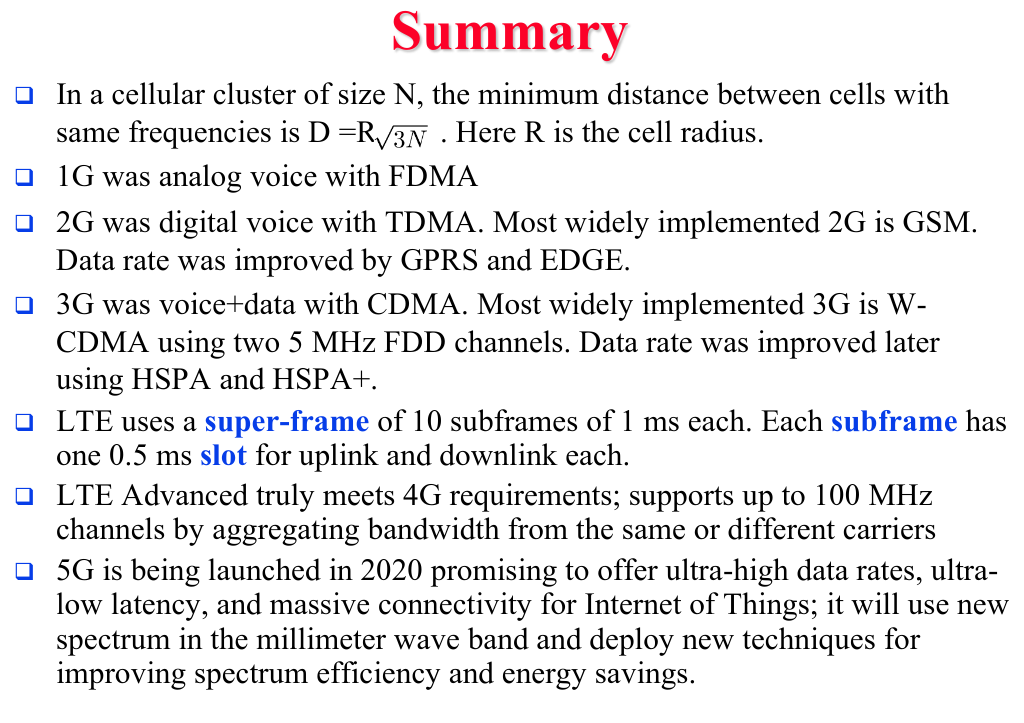 Summary
❑ In a cellular cluster of size N, the minimum distance between cells with
same frequencies is D =R√3N . Here R is the cell radius.
❑ 1G was analog voice with FDMA
❑ 2G was digital voice with TDMA. Most widely implemented 2G is GSM.
Data rate was improved by GPRS and EDGE.
❑ 3G was voice+data with CDMA. Most widely implemented 3G is W-
CDMA using two 5 MHz FDD channels. Data rate was improved later
using HSPA and HSPA+.
❑ LTE uses a super-frame of 10 subframes of 1 ms each. Each subframe has
one 0.5 ms slot for uplink and downlink each.
❑ LTE Advanced truly meets 4G requirements; supports up to 100 MHz
channels by aggregating bandwidth from the same or different carriers
❑ 5G is being launched in 2020 promising to offer ultra-high data rates, ultra-
low latency, and massive connectivity for Internet of Things; it will use new
spectrum in the millimeter wave band and deploy new techniques for
improving spectrum efficiency and energy savings.